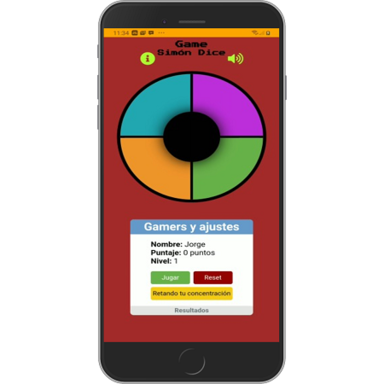 11:34
Game
Simón Dice
i
Gamers y ajustes
Nombre: Jorge
Puntaje: 0 puntos
Nivel: 1
Jugar Reset
Retando tu concentración
Resultados